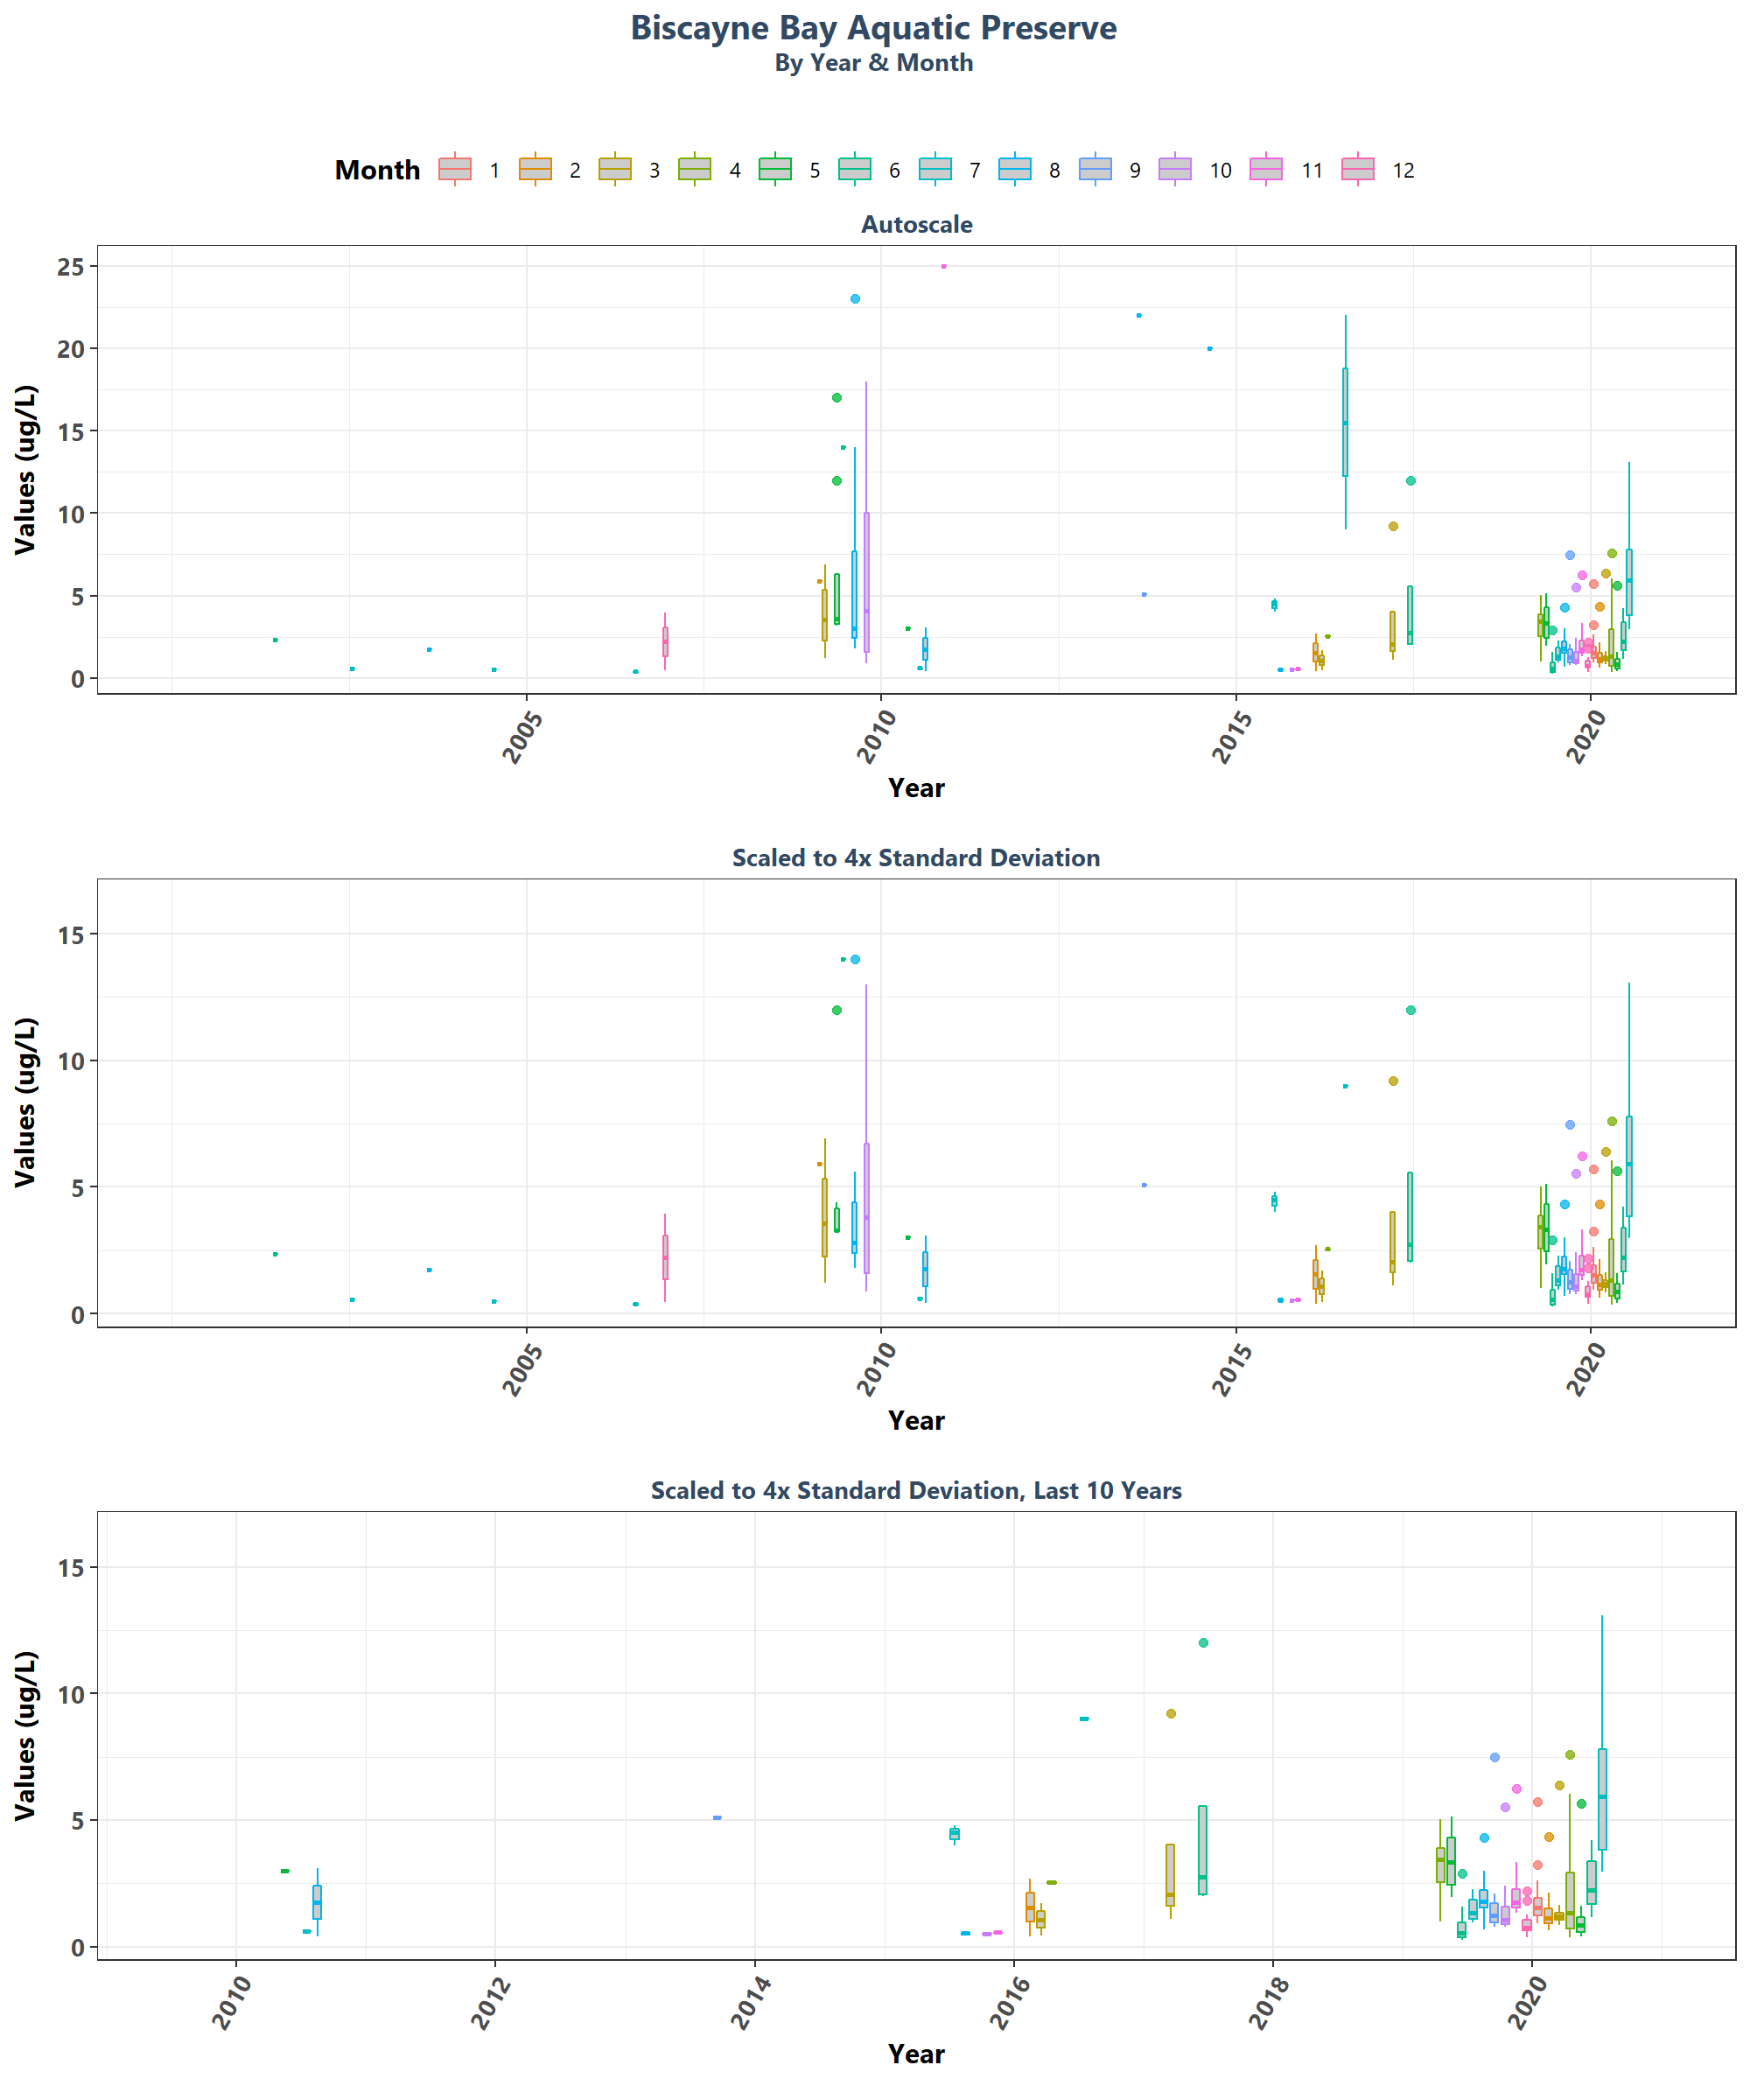 Biscayne Bay Aquatic Preserve
By Year & Month
Month 1 2 3 4 5 6 7 8 9 10 11 12
Autoscale
Values (ug/L)
25
20
15
10
5
0
2005 2010 2015 2020
Year
Scaled to 4x Standard Deviation
Values (ug/L)
15
10
5
0
2005 2010 2015 2020
Year
Scaled to 4x Standard Deviation, Last 10 Years
Values (ug/L)
15
10
5
0
2010 2012 2014 2016 2018 2020
Year